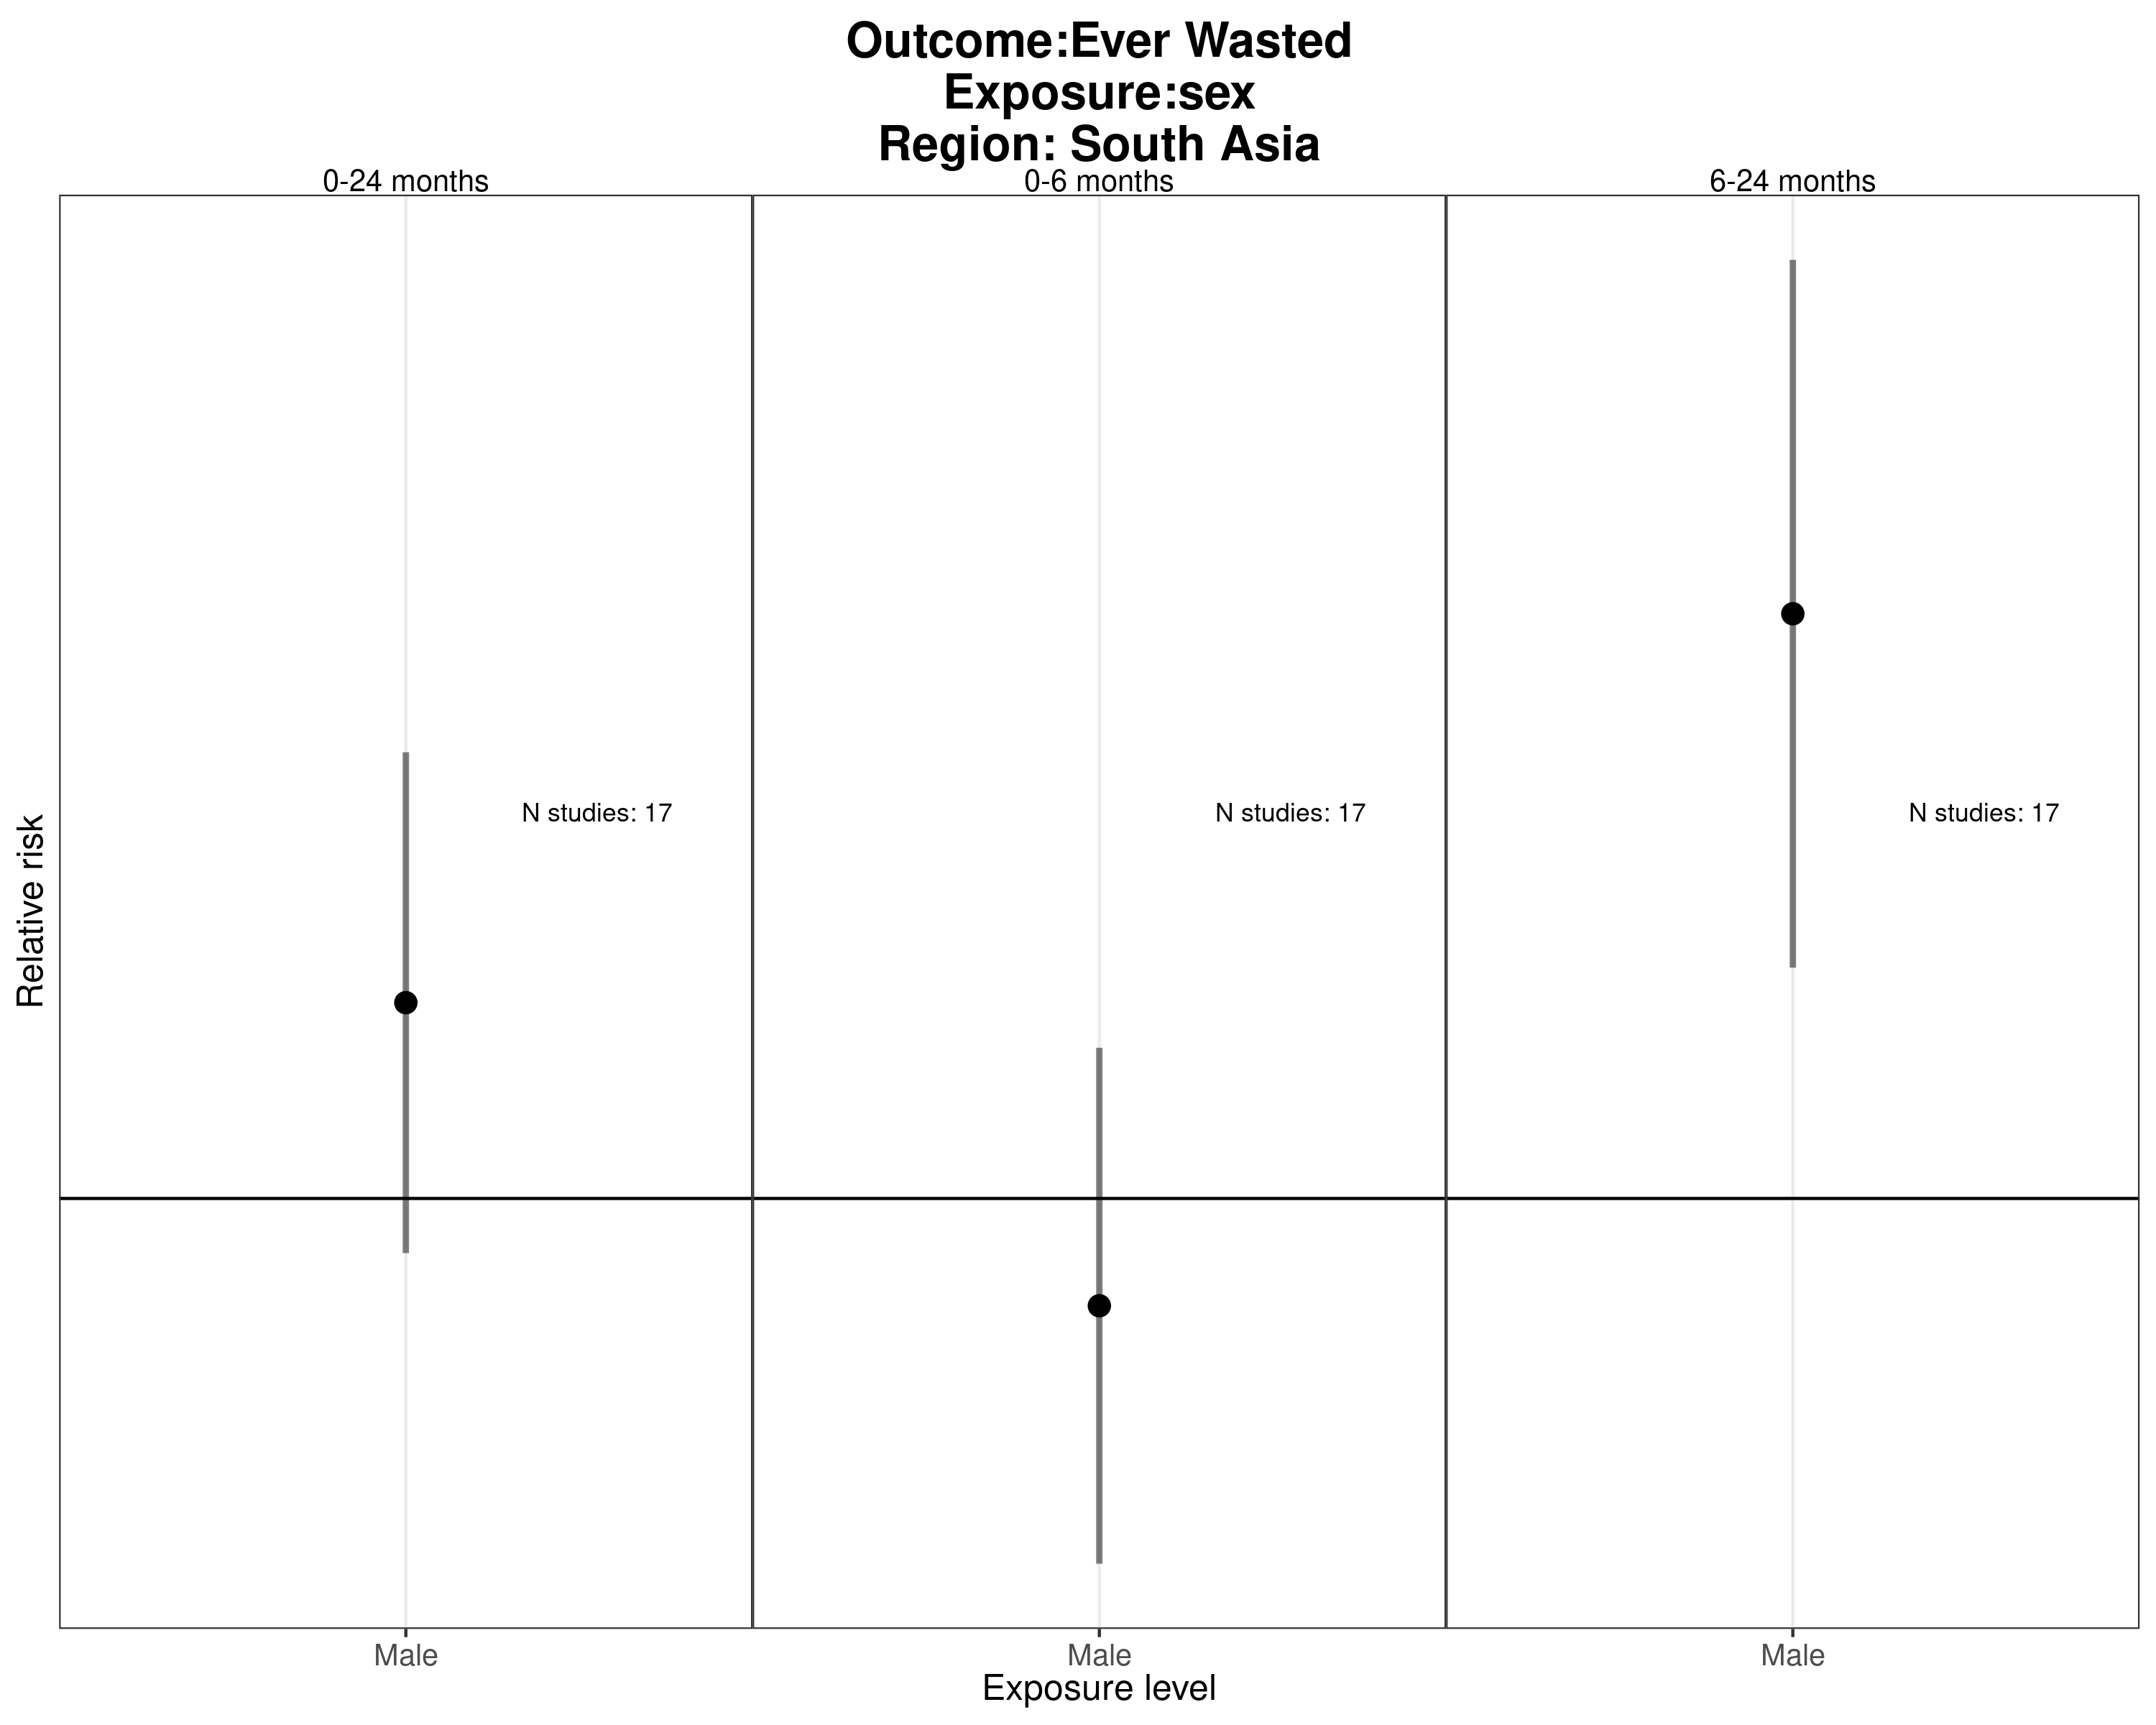 Outcome:Ever Wasted
Exposure:sex
Region: South Asia
0-24 months
0-6 months
6-24 months
N studies: 17
N studies: 17
N studies: 17
Relative risk
Male
Male
Male
Exposure level